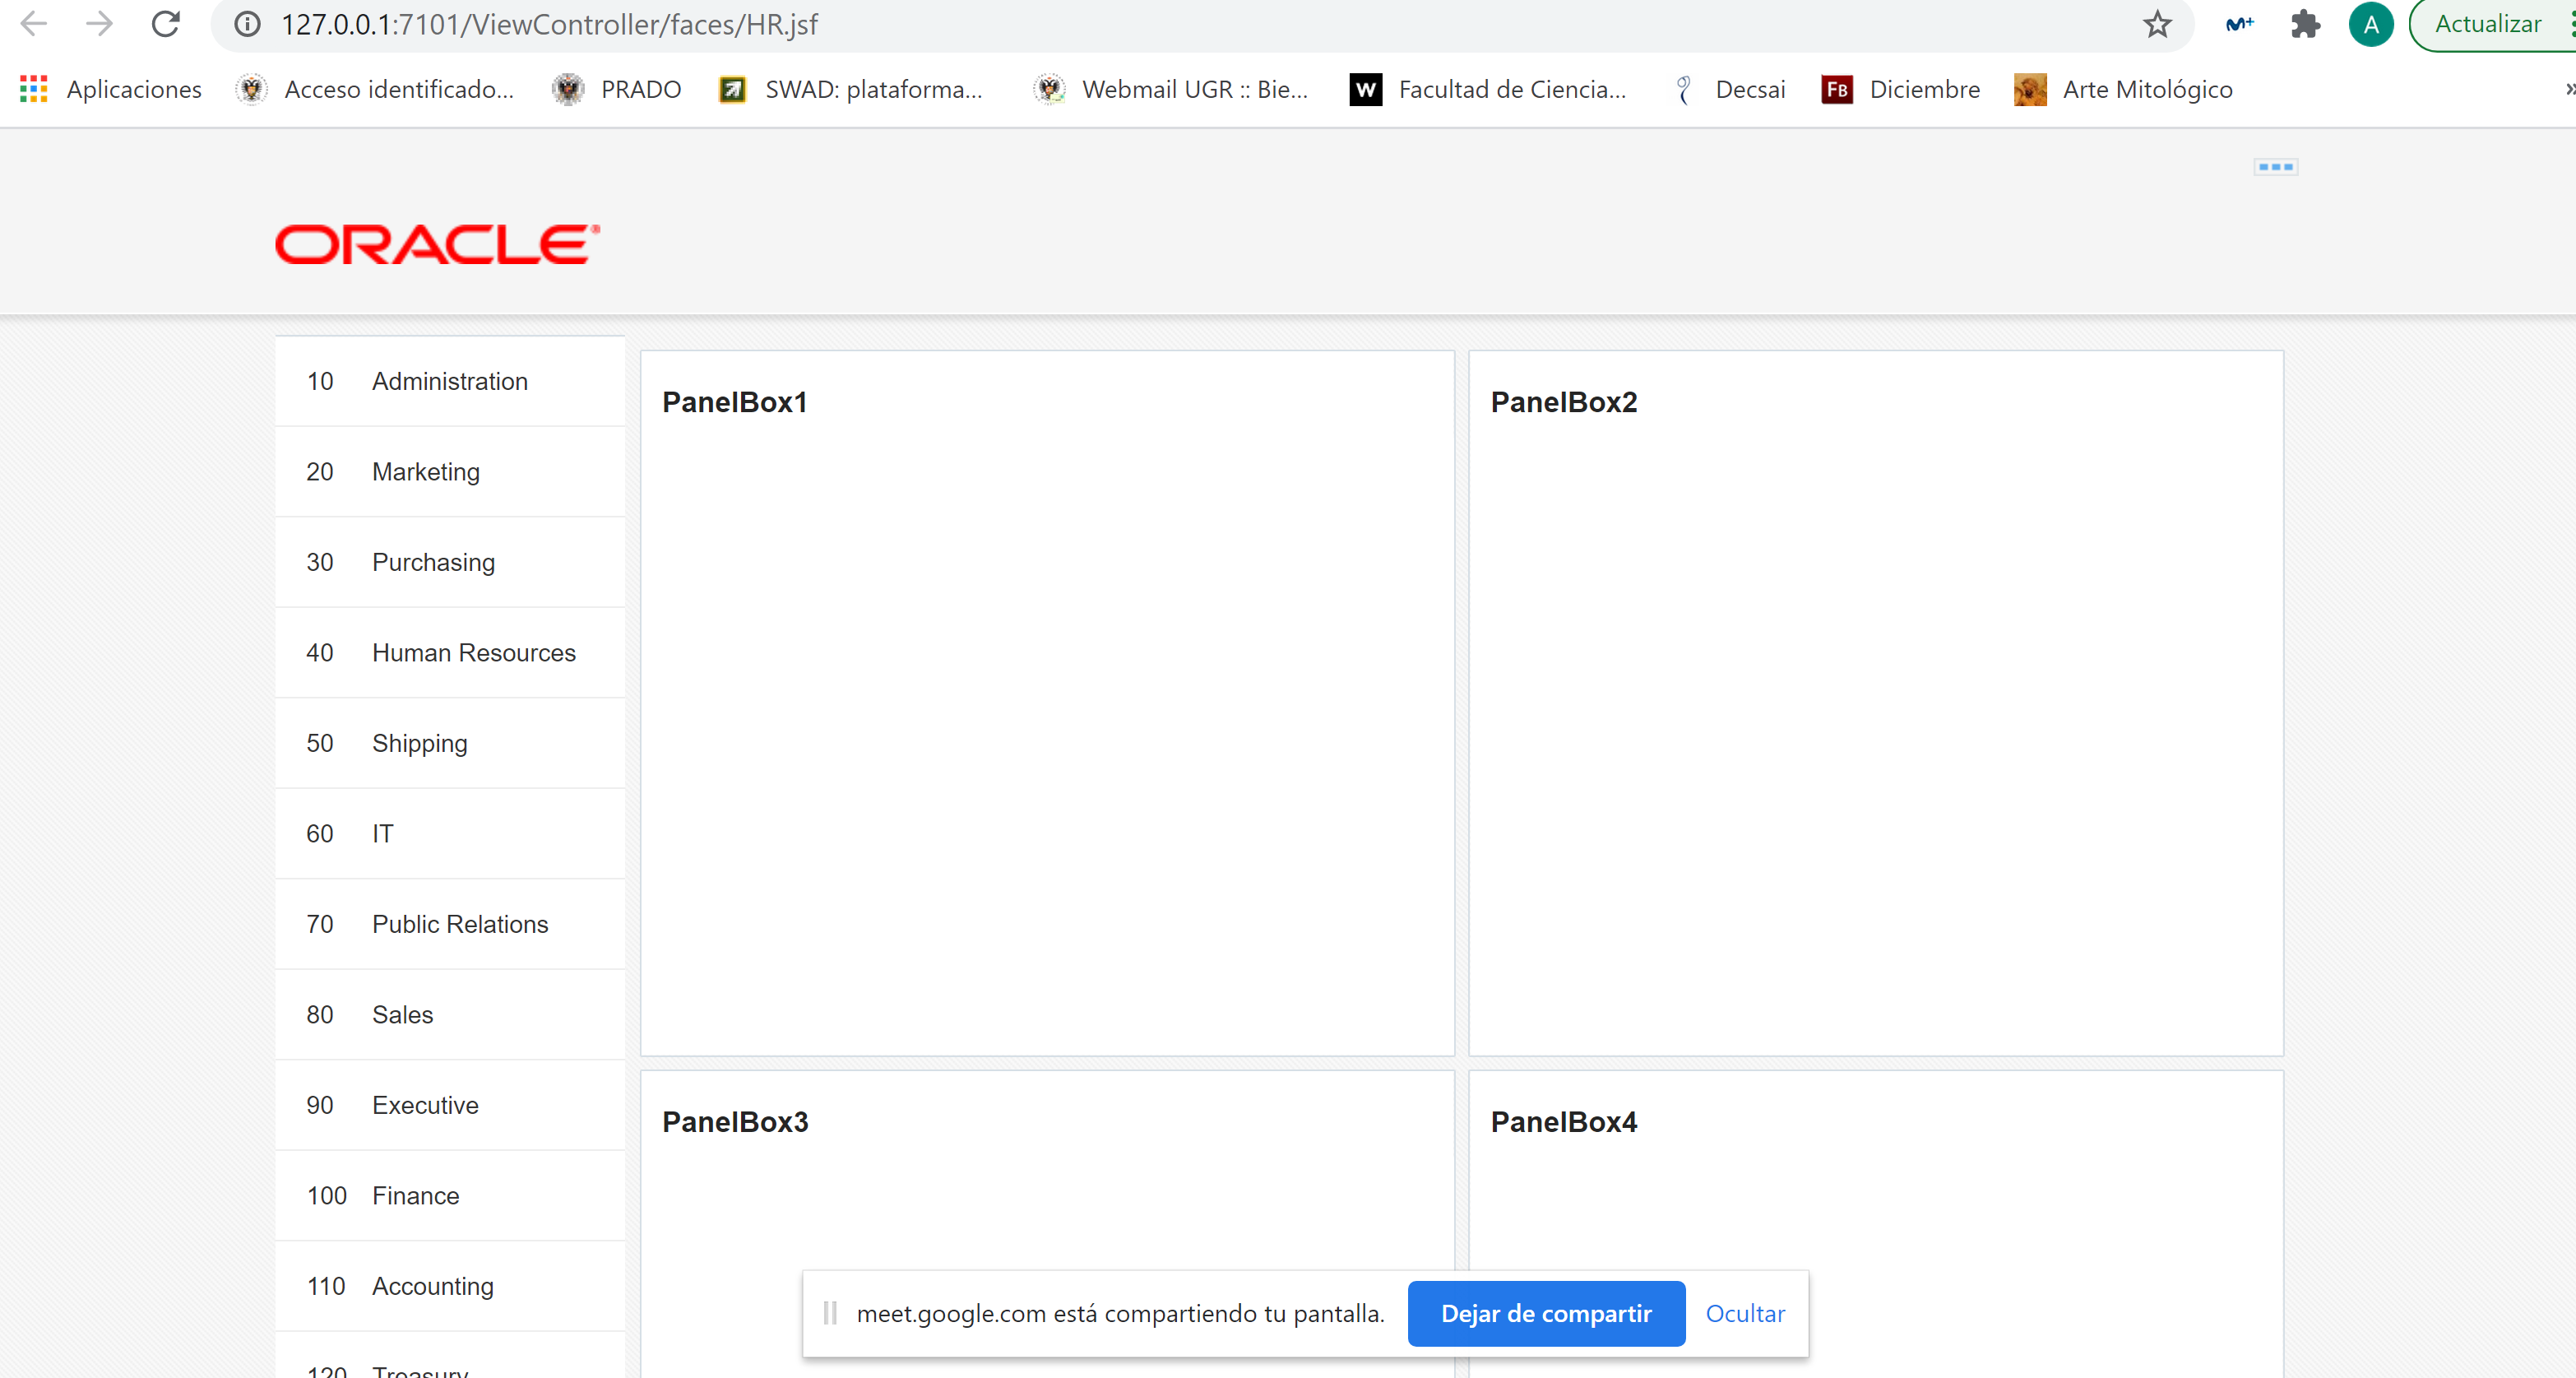 127.0.0.1:7101/ViewController/faces/HR.jsf
A
Actualizar
Aplicaciones
Acceso identificado...
PRADO
SWAD: plataforma...
Webmail UGR :: Bie...
W
Facultad de Ciencia...
Decsai
FB
Diciembre
Arte Mitológico
»
ORACLE®
10 Administration
20 Marketing
30 Purchasing
40 Human Resources
50 Shipping
60 IT
70 Public Relations
80 Sales
90 Executive
100 Finance
110 Accounting
120 Treasury
PanelBox1
PanelBox2
PanelBox3
PanelBox4
meet.google.com está compartiendo tu pantalla.
Dejar de compartir
Ocultar